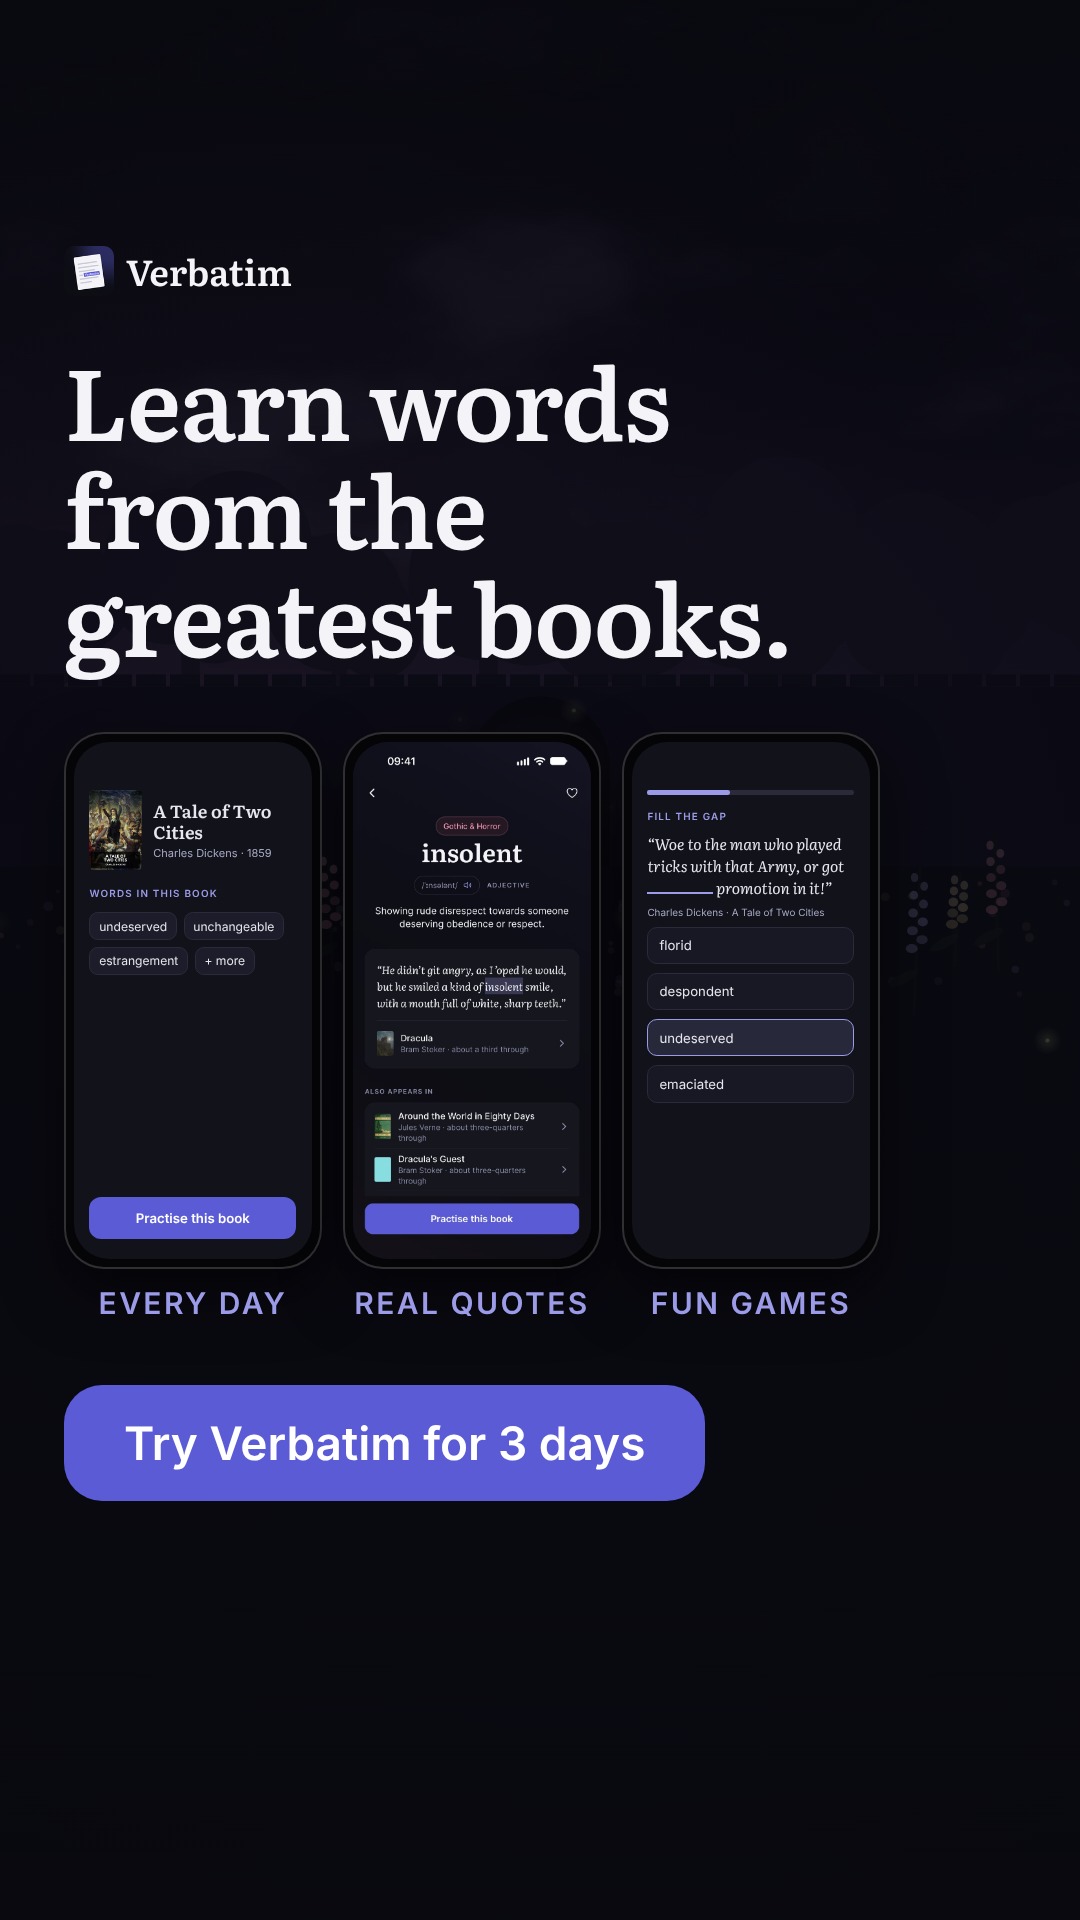 Verbatim
Learn words
from the
greatest books.
A Tale of Two
Cities
Charles Dickens · 1859
WORDS IN THIS BOOK
undeserved
unchangeable
estrangement
+ more
Practise this book
EVERY DAY
09:41
Gothic & Horror
insolent
/ˈɪnsələnt/
ADJECTIVE
Showing rude disrespect towards someone
deserving obedience or respect.
“He didn’t git angry, as I ’oped he would,
but he smiled a kind of insolent smile,
with a mouth full of white, sharp teeth.”
Dracula
Bram Stoker · about a third through
ALSO APPEARS IN
Around the World in Eighty Days
Jules Verne · about three-quarters
through
Dracula's Guest
Bram Stoker · about three-quarters
through
Practise this book
REAL QUOTES
FILL THE GAP
“Woe to the man who played
tricks with that Army, or got
promotion in it!”
Charles Dickens · A Tale of Two Cities
florid
despondent
undeserved
emaciated
FUN GAMES
Try Verbatim for 3 days